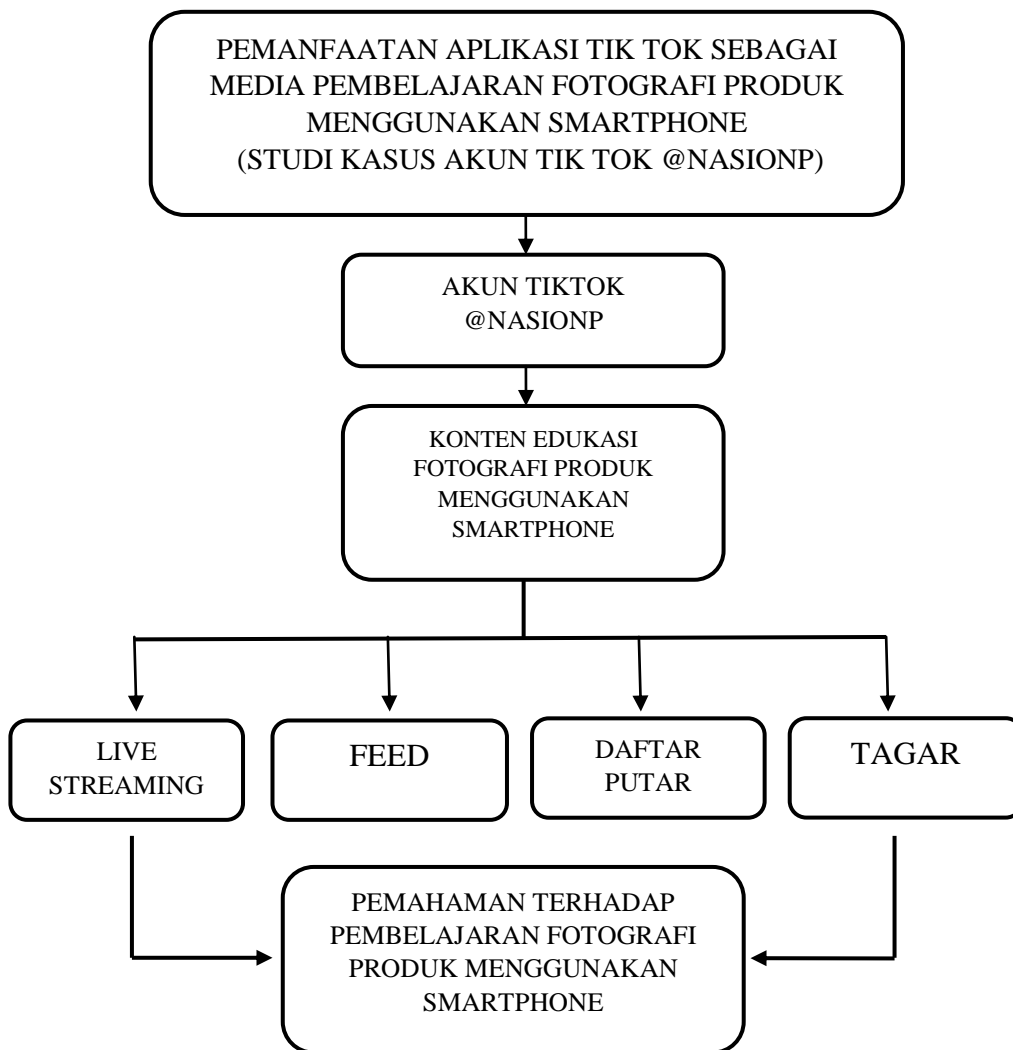 PEMANFAATAN APLIKASI TIK TOK SEBAGAI
MEDIA PEMBELAJARAN FOTOGRAFI PRODUK
MENGGUNAKAN SMARTPHONE
(STUDI KASUS AKUN TIK TOK @NASIONP)
AKUN TIKTOK
@NASIONP
KONTEN EDUKASI
FOTOGRAFI PRODUK
MENGGUNAKAN
SMARTPHONE
LIVE
STREAMING
FEED
DAFTAR
PUTAR
TAGAR
PEMAHAMAN TERHADAP
PEMBELAJARAN FOTOGRAFI
PRODUK MENGGUNAKAN
SMARTPHONE